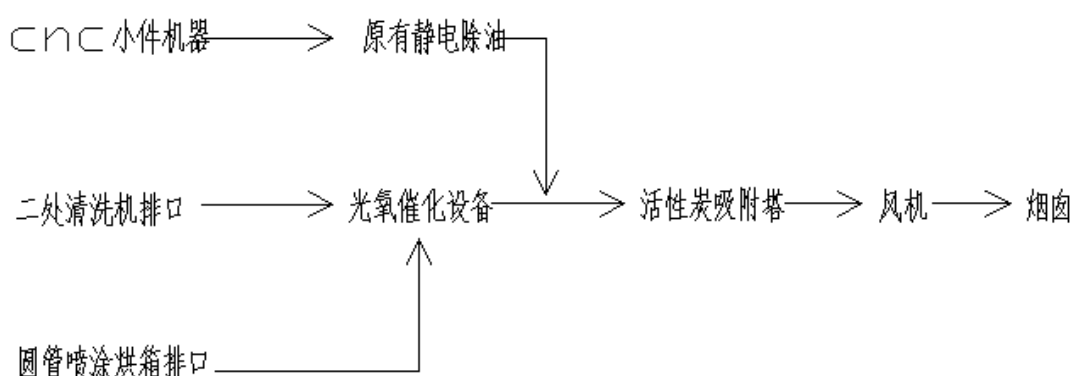 cnc小件机器
原有静电除油
二处清洗机排口
光氧催化设备
活性炭吸附塔
风机
烟囱
圆管喷涂烘箱排口